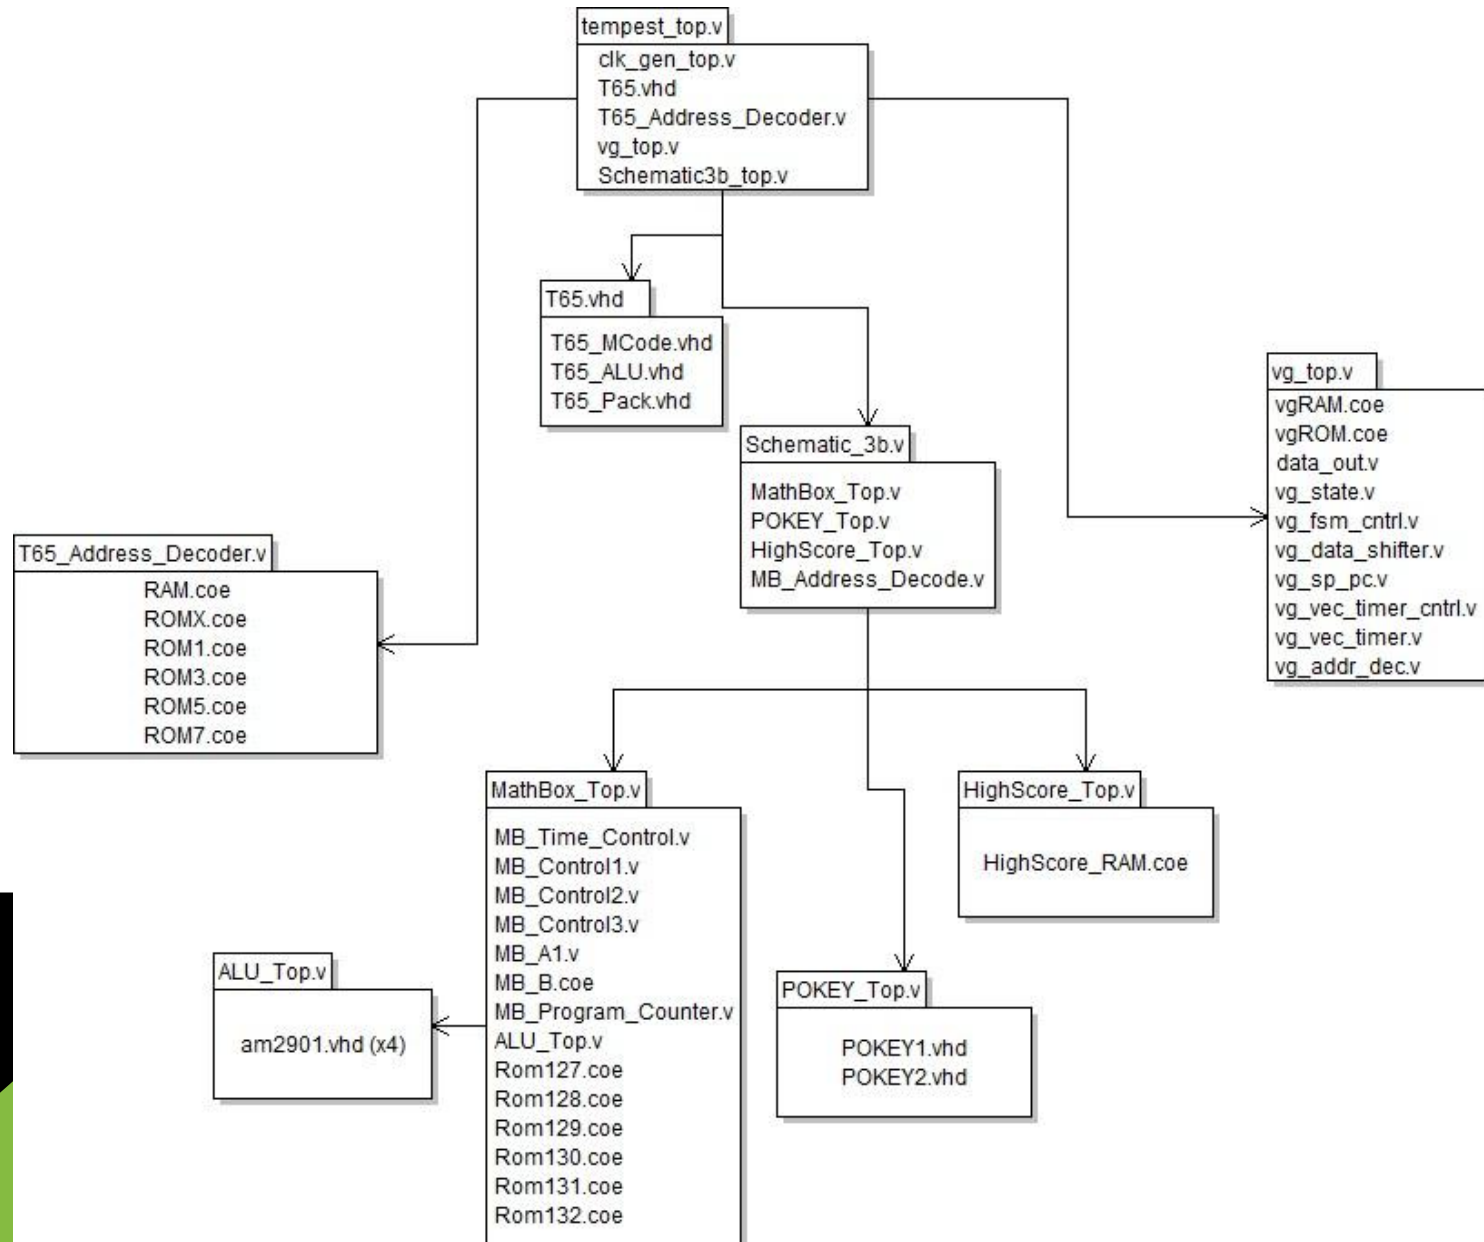 tempest_top.v
clk_gen_top.v
T65.vhd
T65_Address_Decoder.v
vg_top.v
Schematic3b_top.v
T65.vhd
T65_MCode.vhd
T65_ALU.vhd
T65_Pack.vhd
Schematic_3b.v
MathBox_Top.v
POKEY_Top.v
HighScore_Top.v
MB_Address_Decode.v
vg_top.v
vgRAM.coe
vgROM.coe
data_out.v
vg_state.v
vg_fsm_cntrl.v
vg_data_shifter.v
vg_sp_pc.v
vg_vec_timer_cntrl.v
vg_vec_timer.v
vg_addr_dec.v
T65_Address_Decoder.v
RAM.coe
ROMX.coe
ROM1.coe
ROM3.coe
ROM5.coe
ROM7.coe
MathBox_Top.v
MB_Time_Control.v
MB_Control1.v
MB_Control2.v
MB_Control3.v
MB_A1.v
MB_B.coe
MB_Program_Counter.v
ALU_Top.v
Rom127.coe
Rom128.coe
Rom129.coe
Rom130.coe
Rom131.coe
Rom132.coe
HighScore_Top.v
HighScore_RAM.coe
ALU_Top.v
am2901.vhd (x4)
POKEY_Top.v
POKEY1.vhd
POKEY2.vhd